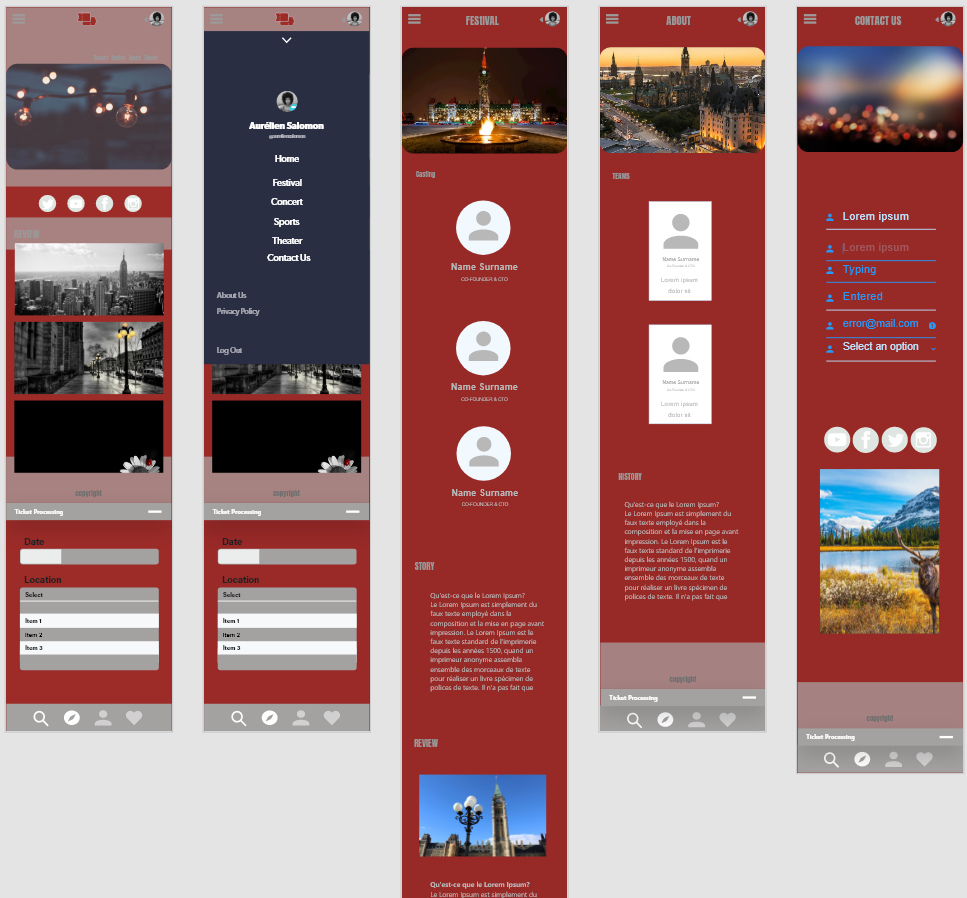 REVIEW
copyright
Ticket Processing
Date
Location
Select
Item 1
Item 2
Item 3
Aurélien Salomon
Home
Festival
Concert
Sports
Theater
Contact Us
About Us
Privacy Policy
Log Out
Ticket Processing
Date
Location
Select
Item 1
Item 2
Item 3
FESTIVAL
Casting
Name Surname
CO-FOUNDER & CTO
Name Surname
CO-FOUNDER & CTO
Name Surname
CO-FOUNDER & CTO
STORY
Qu'est-ce que le Lorem Ipsum?
Le Lorem Ipsum est simplement du
faux texte employé dans la
composition et la mise en page avant
impression. Le Lorem Ipsum est le
faux texte standard de l'imprimerie
depuis les années 1500, quand un
imprimeur anonyme assembla
ensemble des morceaux de texte
pour réaliser un livre spécimen de
polices de texte. Il n'a pas fait que
REVIEW
Qu'est-ce que le Lorem Ipsum?
Le Lorem Ipsum est simplement du
ABOUT
TEAMS
Name Surname
Lorem ipsum
dolor sit
Name Surname
Lorem ipsum
dolor sit
HISTORY
Qu'est-ce que le Lorem Ipsum?
Le Lorem Ipsum est simplement du
faux texte employé dans la
composition et la mise en page avant
impression. Le Lorem Ipsum est le
faux texte standard de l'imprimerie
depuis les années 1500, quand un
imprimeur anonyme assembla
ensemble des morceaux de texte
pour réaliser un livre spécimen de
polices de texte. Il n'a pas fait que
copyright
Ticket Processing
CONTACT US
Lorem ipsum
Lorem ipsum
Typing
Entered
error@mail.com
Select an option
copyright
Ticket Processing